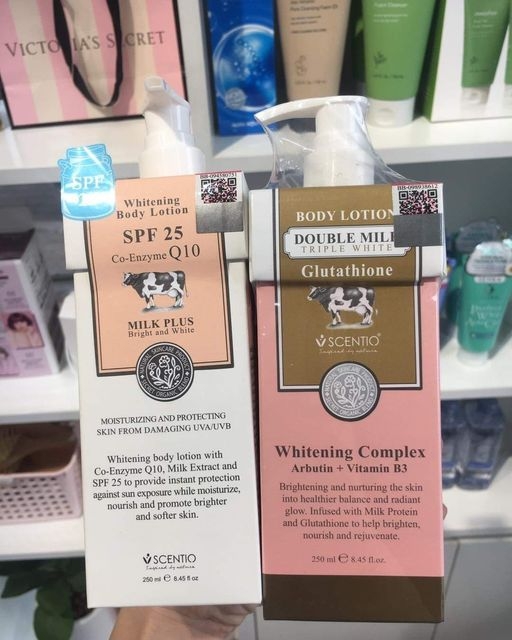 VICTORIA'S SECRET
SPF
BB-094580731
Whitening
Body Lotion
SPF 25
Co-Enzyme Q10
MILK PLUS
Bright and White
MOISTURIZING AND PROTECTING
SKIN FROM DAMAGING UVA/UVB
Whitening body lotion with
Co-Enzyme Q10, Milk Extract and
SPF 25 to provide instant protection
against sun exposure while moisturize,
nourish and promote brighter
and softer skin.
SCENTIO
Inspired by nature
250 ml e 8.45 fl.oz
BB-098938612
BODY LOTION
DOUBLE MILK
TRIPLE WHITE
Glutathione
SCENTIO
Inspired by nature
Whitening Complex
Arbutin + Vitamin B3
Brightening and nurturing the skin
into healthier balance and radiant
glow. Infused with Milk Protein
and Glutathione to help brighten,
nourish and rejuvenate.
250 ml e 8.45 fl.oz.